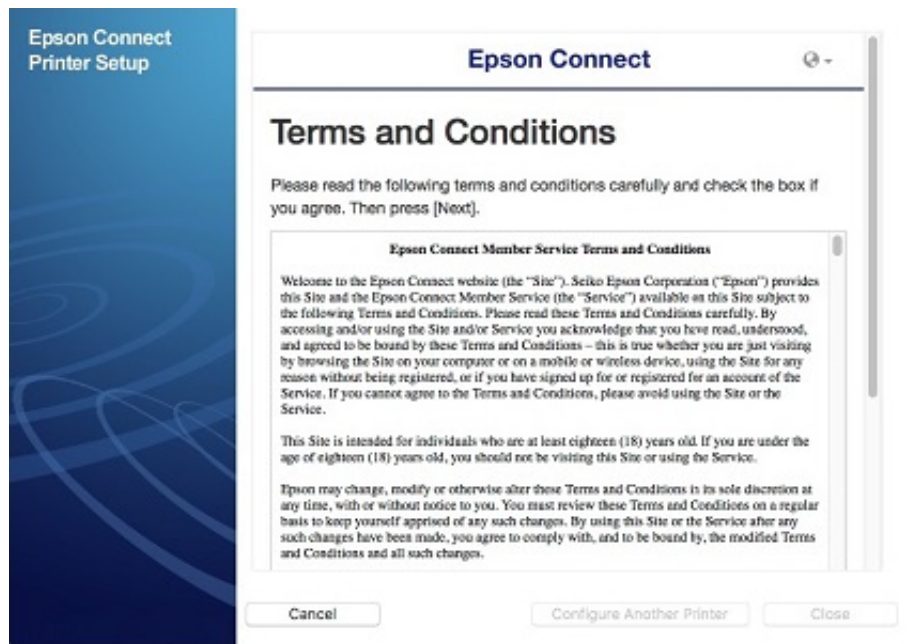 Epson Connect
Printer Setup
Epson Connect
Terms and Conditions
Please read the following terms and conditions carefully and check the box if
you agree. Then press [Next].
Epson Connect Member Service Terms and Conditions
Welcome to the Epson Connect website (the “Site”). Seiko Epson Corporation (“Epson”) provides
this Site and the Epson Connect Member Service (the “Service”) available on this Site subject to
the following Terms and Conditions. Please read these Terms and Conditions carefully. By
accessing and/or using the Site and/or Service you acknowledge that you have read, understood,
and agreed to be bound by these Terms and Conditions – this is true whether you are just visiting
by browsing the Site on your computer or on a mobile or wireless device, using the Site for any
reason without being registered, or if you have signed up for or registered for an account of the
Service. If you cannot agree to the Terms and Conditions, please avoid using the Site or the
Service.
This Site is intended for individuals who are at least eighteen (18) years old. If you are under the
age of eighteen (18) years old, you should not be visiting this Site or using the Service.
Epson may change, modify or otherwise alter these Terms and Conditions in its sole discretion at
any time, with or without notice to you. You must review these Terms and Conditions on a regular
basis to keep yourself apprised of any such changes. By using this Site or the Service after any
such changes have been made, you agree to comply with, and to be bound by, the modified Terms
and Conditions and all such changes.
Cancel
Configure Another Printer
Close